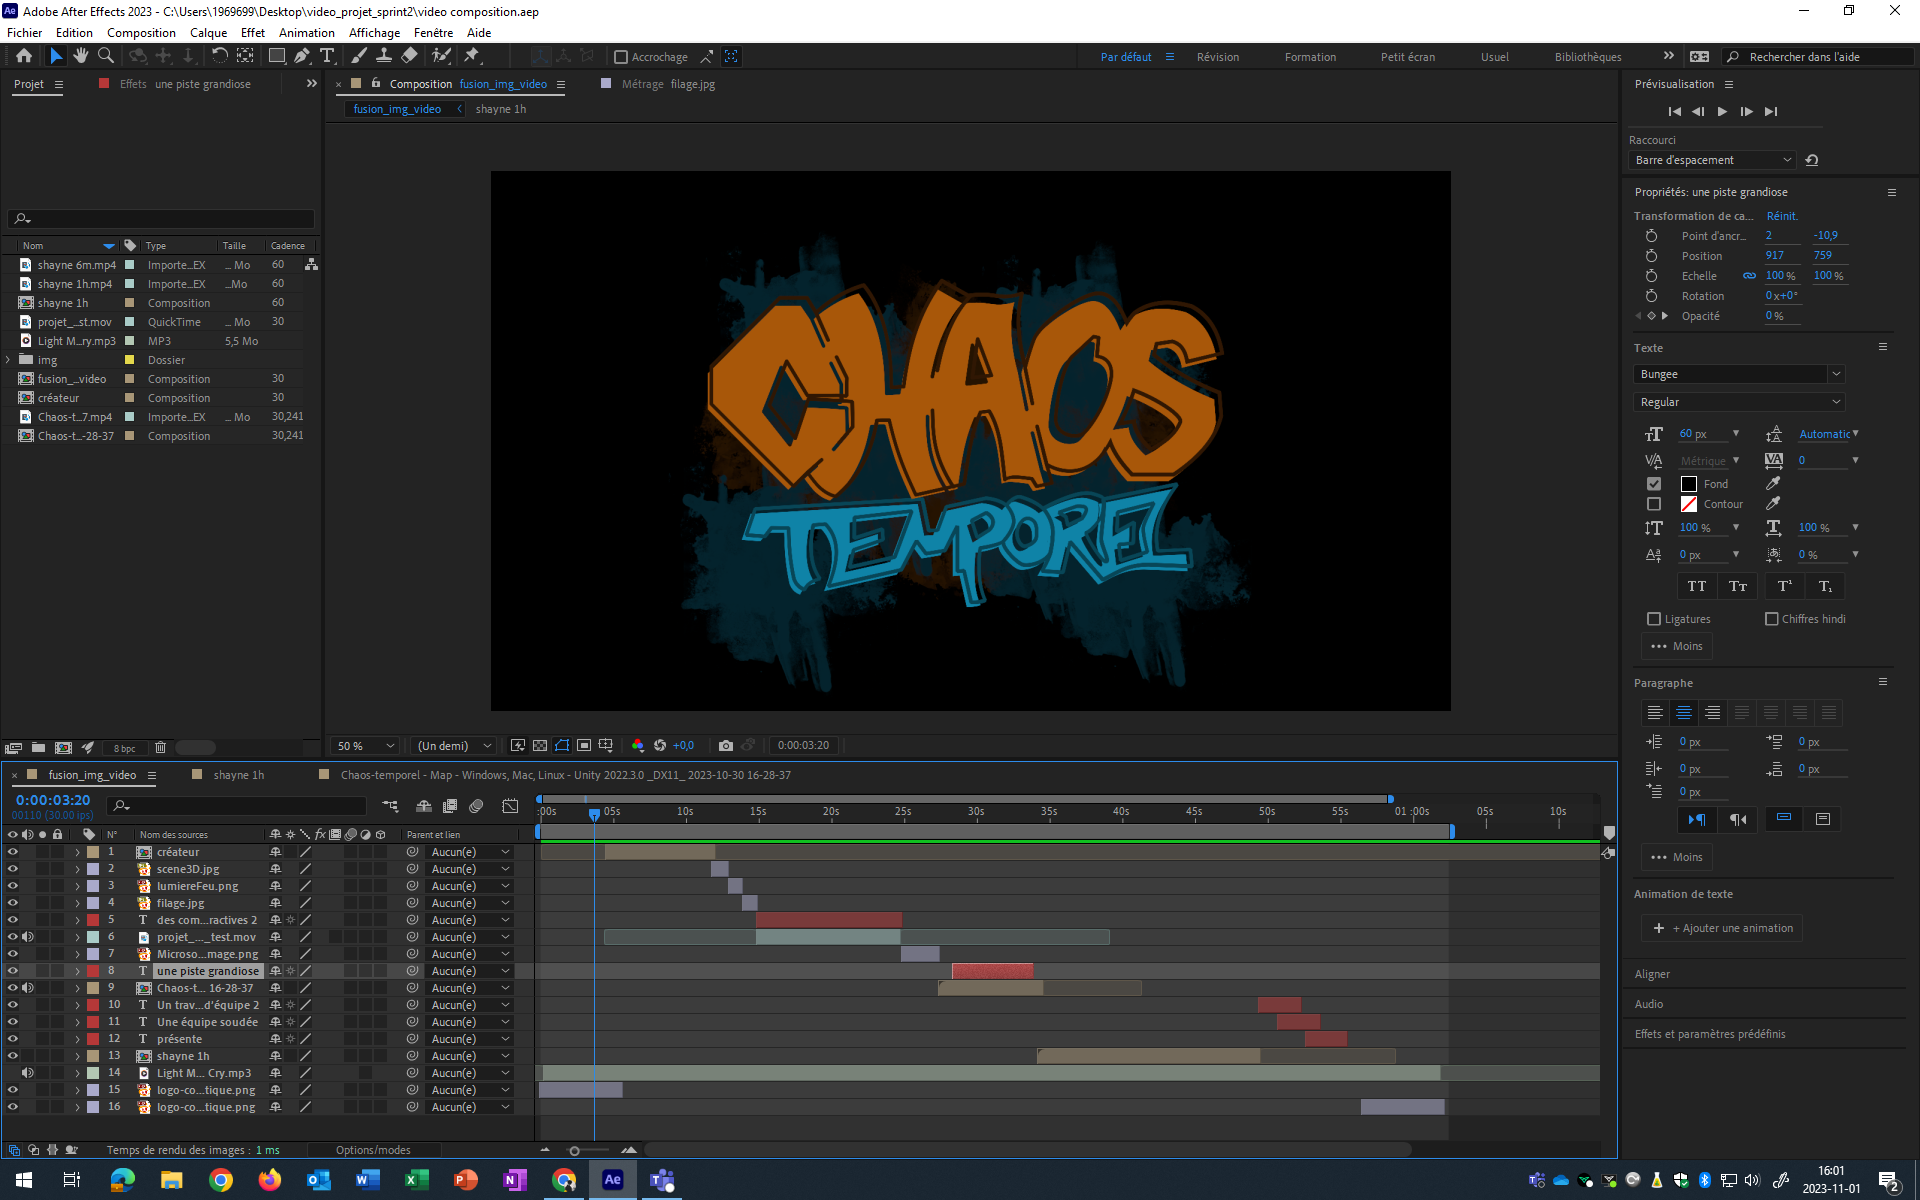 Adobe After Effects 2023 - C:\Users\1969699\Desktop\video_projet_sprint2\video composition.aep
Fichier Edition Composition Calque Effet Animation Affichage Fenêtre Aide
Accrochage
Par défaut Révision Formation Petit écran Usuel Bibliothèques
Rechercher dans l'aide
Projet Effets une piste grandiose
Composition fusion_img_video Métrage filage.jpg
fusion_img_video shayne 1h
CHAOS
TEMPOREL
Nom Type Taille Cadence
shayne 6m.mp4 Importe...EX ... Mo 60
shayne 1h.mp4 Importe...EX ...Mo 60
shayne 1h Composition 60
projet_...st.mov QuickTime ... Mo 30
Light M...ry.mp3 MP3 5,5 Mo
img Dossier
fusion_...video Composition 30
créateur Composition 30
Chaos-t...7.mp4 Importe...EX ... Mo 30,241
Chaos-t...-28-37 Composition 30,241
8 bpc
50 % (Un demi) +0,0 0:00:03:20
Prévisualisation
Raccourci
Barre d'espacement
Propriétés: une piste grandiose
Transformation de ca... Réinit.
Point d'ancr... 2 -10,9
Position 917 759
Echelle 100 % 100 %
Rotation 0x+0°
Opacité 0 %
Texte
Bungee
Regular
60 px Automatic
Métrique 0
Fond
Contour
100 % 100 %
0 px 0 %
TT Tт T¹ T₁
Ligatures Chiffres hindi
Moins
Paragraphe
0 px 0 px
0 px 0 px
0 px
Moins
Animation de texte
+ Ajouter une animation
Aligner
Audio
Effets et paramètres prédéfinis
fusion_img_video shayne 1h Chaos-temporel - Map - Windows, Mac, Linux - Unity 2022.3.0 _DX11_ 2023-10-30 16-28-37
0:00:03:20
00110 (30.00 ips)
:00s 05s 10s 15s 20s 25s 30s 35s 40s 45s 50s 55s 01:00s 05s 10s
N° Nom des sources fx Parent et lien
1 créateur Aucun(e)
2 scene3D.jpg Aucun(e)
3 lumiereFeu.png Aucun(e)
4 filage.jpg Aucun(e)
5 T des com...ractives 2 Aucun(e)
6 projet_..._test.mov Aucun(e)
7 Microso...mage.png Aucun(e)
8 T une piste grandiose Aucun(e)
9 Chaos-t... 16-28-37 Aucun(e)
10 T Un trav...d'équipe 2 Aucun(e)
11 T Une équipe soudée Aucun(e)
12 T présente Aucun(e)
13 shayne 1h Aucun(e)
14 Light M... Cry.mp3 Aucun(e)
15 logo-co...tique.png Aucun(e)
16 logo-co...tique.png Aucun(e)
Temps de rendu des images : 1 ms Options/modes
16:01
2023-11-01
2